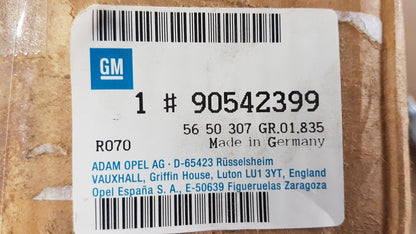 GM
1 # 90542399
56 50 307 GR.01.835
R070 Made in Germany
ADAM OPEL AG · D-65423 Rüsselsheim
VAUXHALL, Griffin House, Luton LU1 3YT, England
Opel España S. A., E-50639 Figueruelas Zaragoza